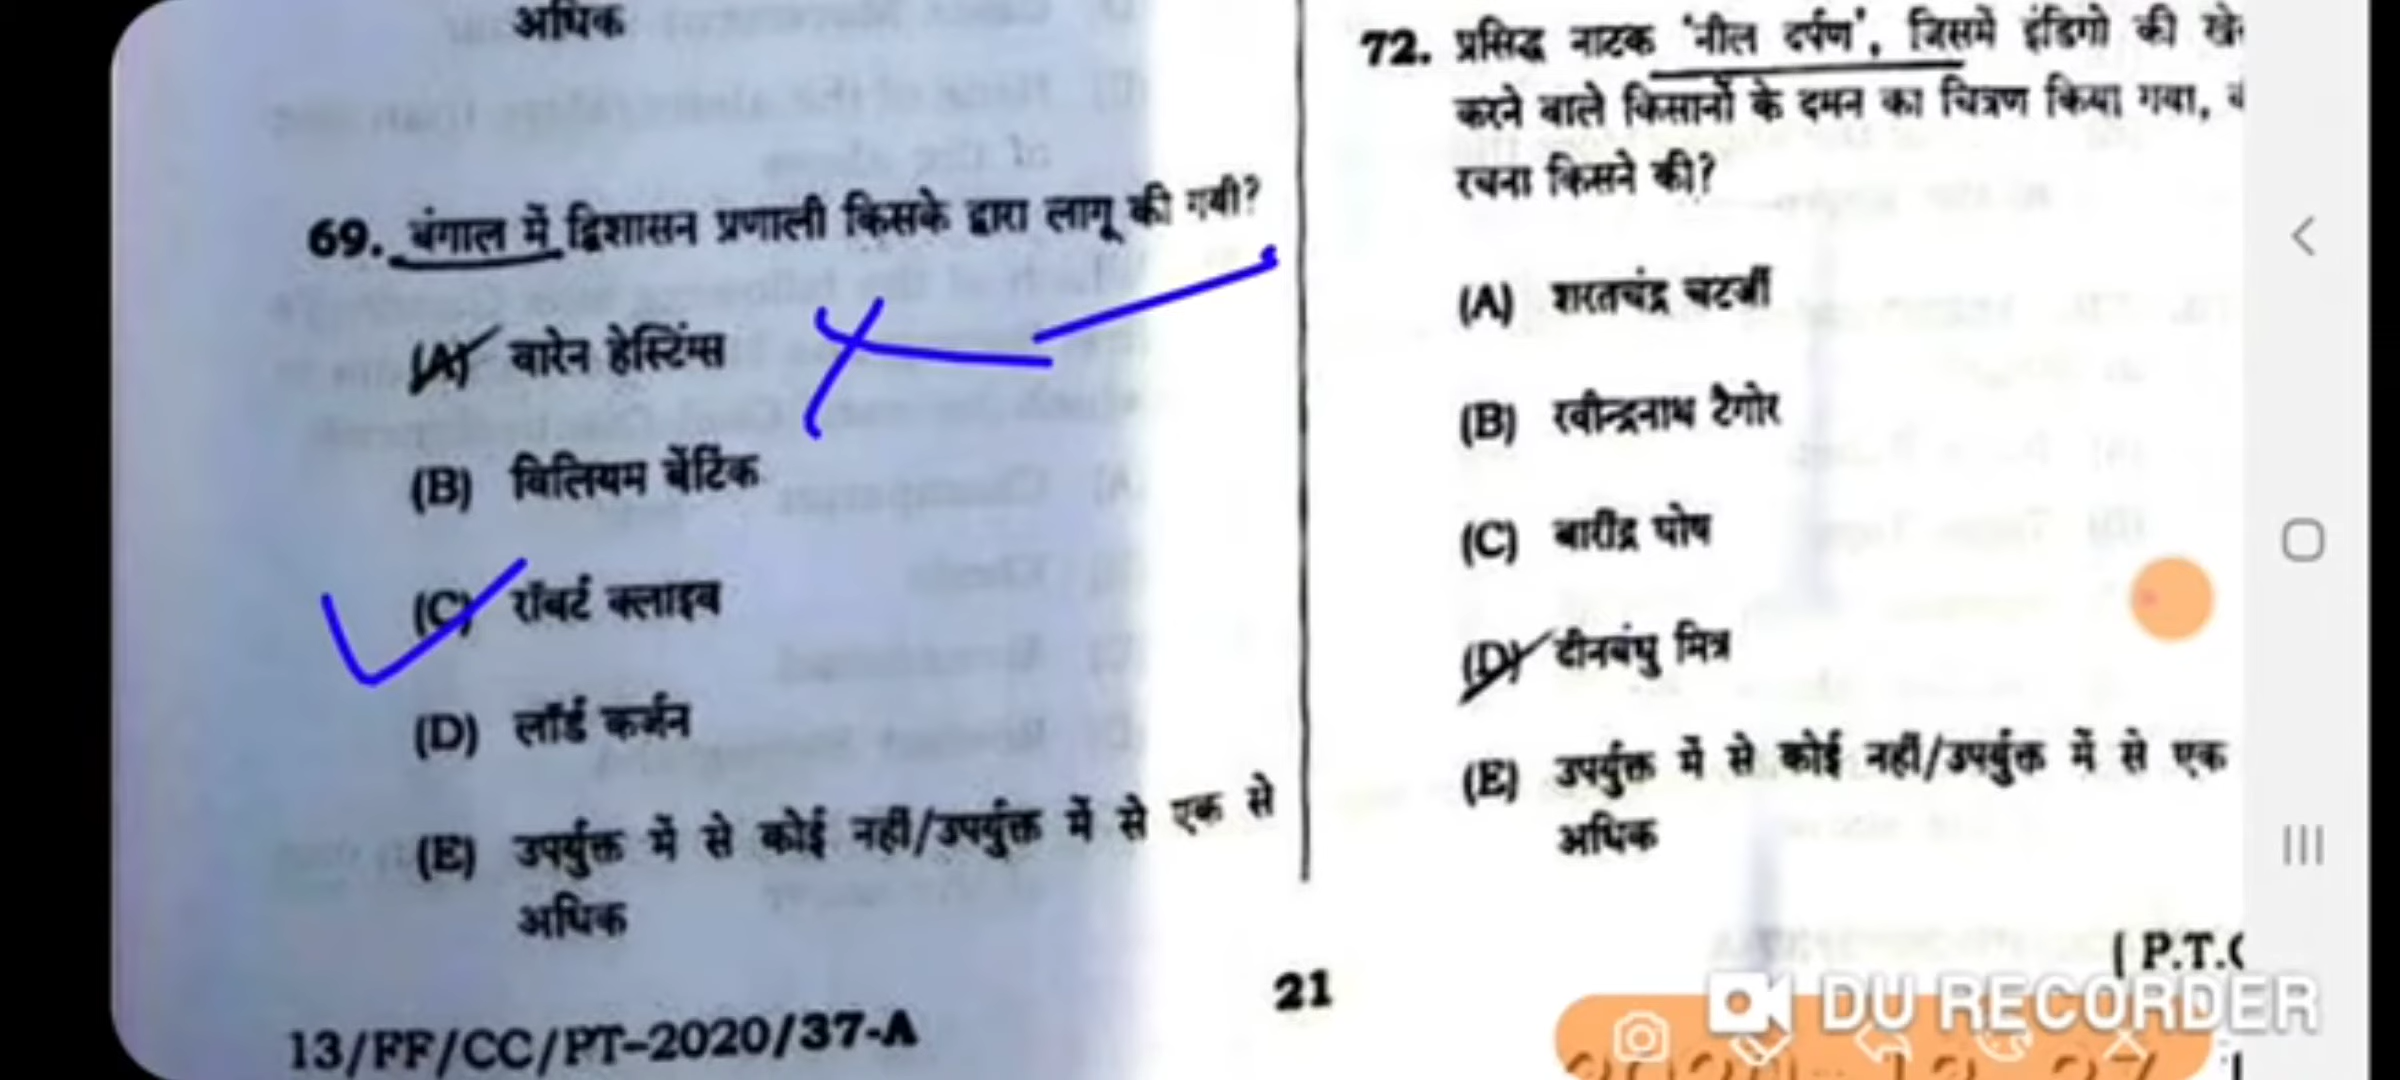 अधिक
69. बंगाल में द्विशासन प्रणाली किसके द्वारा लागू की गयी?
(A) वारेन हेस्टिंग्स
(B) विलियम बेंटिंक
(C) रॉबर्ट क्लाइव
(D) लॉर्ड कर्जन
(E) उपर्युक्त में से कोई नहीं/उपर्युक्त में से एक से
अधिक
13/FF/CC/PT-2020/37-A
21
72. प्रसिद्ध नाटक 'नील दर्पण', जिसमें इंडिगो की
करने वाले किसानों के दमन का चित्रण किया गया,
रचना किसने की?
(A) शरतचंद्र चटर्जी
(B) रवीन्द्रनाथ टैगोर
(C) बारींद्र घोष
(D) दीनबंधु मित्र
(E) उपर्युक्त में से कोई नहीं/उपर्युक्त में से एक
अधिक
[ P.T.
DU RECORDER